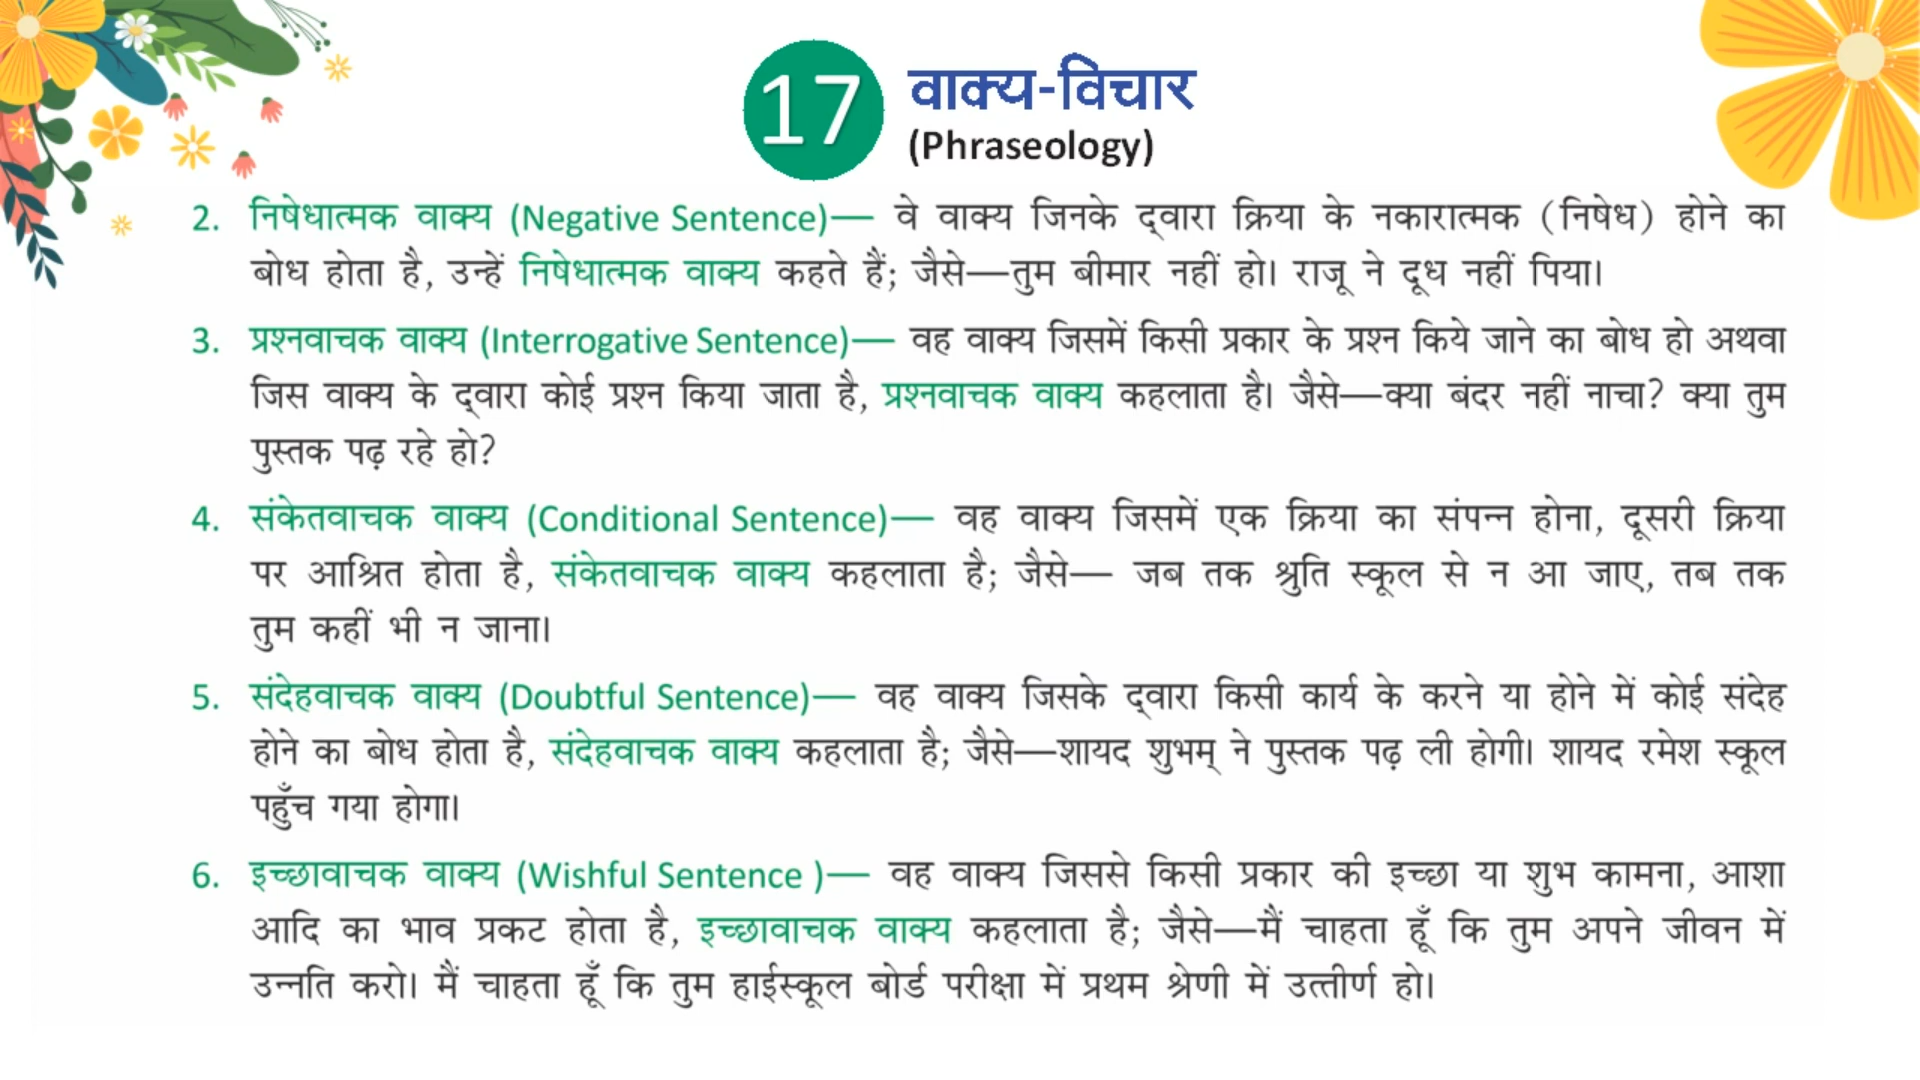 17 वाक्य-विचार
(Phraseology)
2. निषेधात्मक वाक्य (Negative Sentence)— वे वाक्य जिनके द्‌वारा क्रिया के नकारात्मक (निषेध) होने का
बोध होता है, उन्हें निषेधात्मक वाक्य कहते हैं; जैसे—तुम बीमार नहीं हो। राजू ने दूध नहीं पिया।
3. प्रश्नवाचक वाक्य (Interrogative Sentence)— वह वाक्य जिसमें किसी प्रकार के प्रश्न किये जाने का बोध हो अथवा
जिस वाक्य के द्‌वारा कोई प्रश्न किया जाता है, प्रश्नवाचक वाक्य कहलाता है। जैसे—क्या बंदर नहीं नाचा? क्या तुम
पुस्तक पढ़ रहे हो?
4. संकेतवाचक वाक्य (Conditional Sentence)— वह वाक्य जिसमें एक क्रिया का संपन्न होना, दूसरी क्रिया
पर आश्रित होता है, संकेतवाचक वाक्य कहलाता है; जैसे— जब तक श्रुति स्कूल से न आ जाए, तब तक
तुम कहीं भी न जाना।
5. संदेहवाचक वाक्य (Doubtful Sentence)— वह वाक्य जिसके द्‌वारा किसी कार्य के करने या होने में कोई संदेह
होने का बोध होता है, संदेहवाचक वाक्य कहलाता है; जैसे—शायद शुभम् ने पुस्तक पढ़ ली होगी। शायद रमेश स्कूल
पहुँच गया होगा।
6. इच्छावाचक वाक्य (Wishful Sentence )— वह वाक्य जिससे किसी प्रकार की इच्छा या शुभ कामना, आशा
आदि का भाव प्रकट होता है, इच्छावाचक वाक्य कहलाता है; जैसे—मैं चाहता हूँ कि तुम अपने जीवन में
उन्नति करो। मैं चाहता हूँ कि तुम हाईस्कूल बोर्ड परीक्षा में प्रथम श्रेणी में उत्तीर्ण हो।